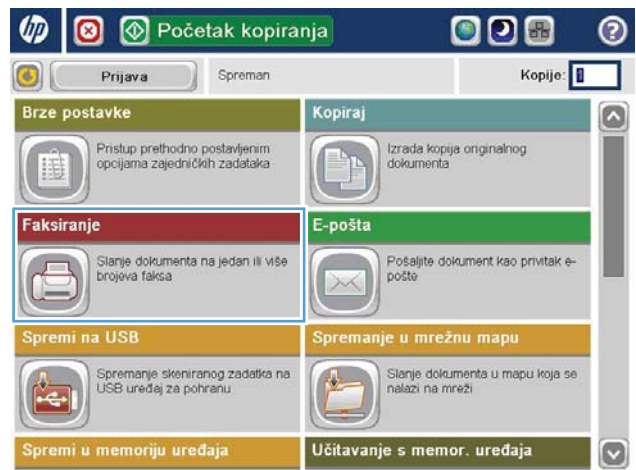 hp
Početak kopiranja
?
Prijava
Spreman
Kopije: 1
Brze postavke
Kopiraj
Pristup prethodno postavljenim
opcijama zajedničkih zadataka
Izrada kopija originalnog
dokumenta
Faksiranje
E-pošta
Slanje dokumenta na jedan ili više
brojeva faksa
Pošaljite dokument kao privitak e-
pošte
Spremi na USB
Spremanje u mrežnu mapu
Spremanje skeniranog zadatka na
USB uređaj za pohranu
Slanje dokumenta u mapu koja se
nalazi na mreži
Spremi u memoriju uređaja
Učitavanje s memor. uređaja